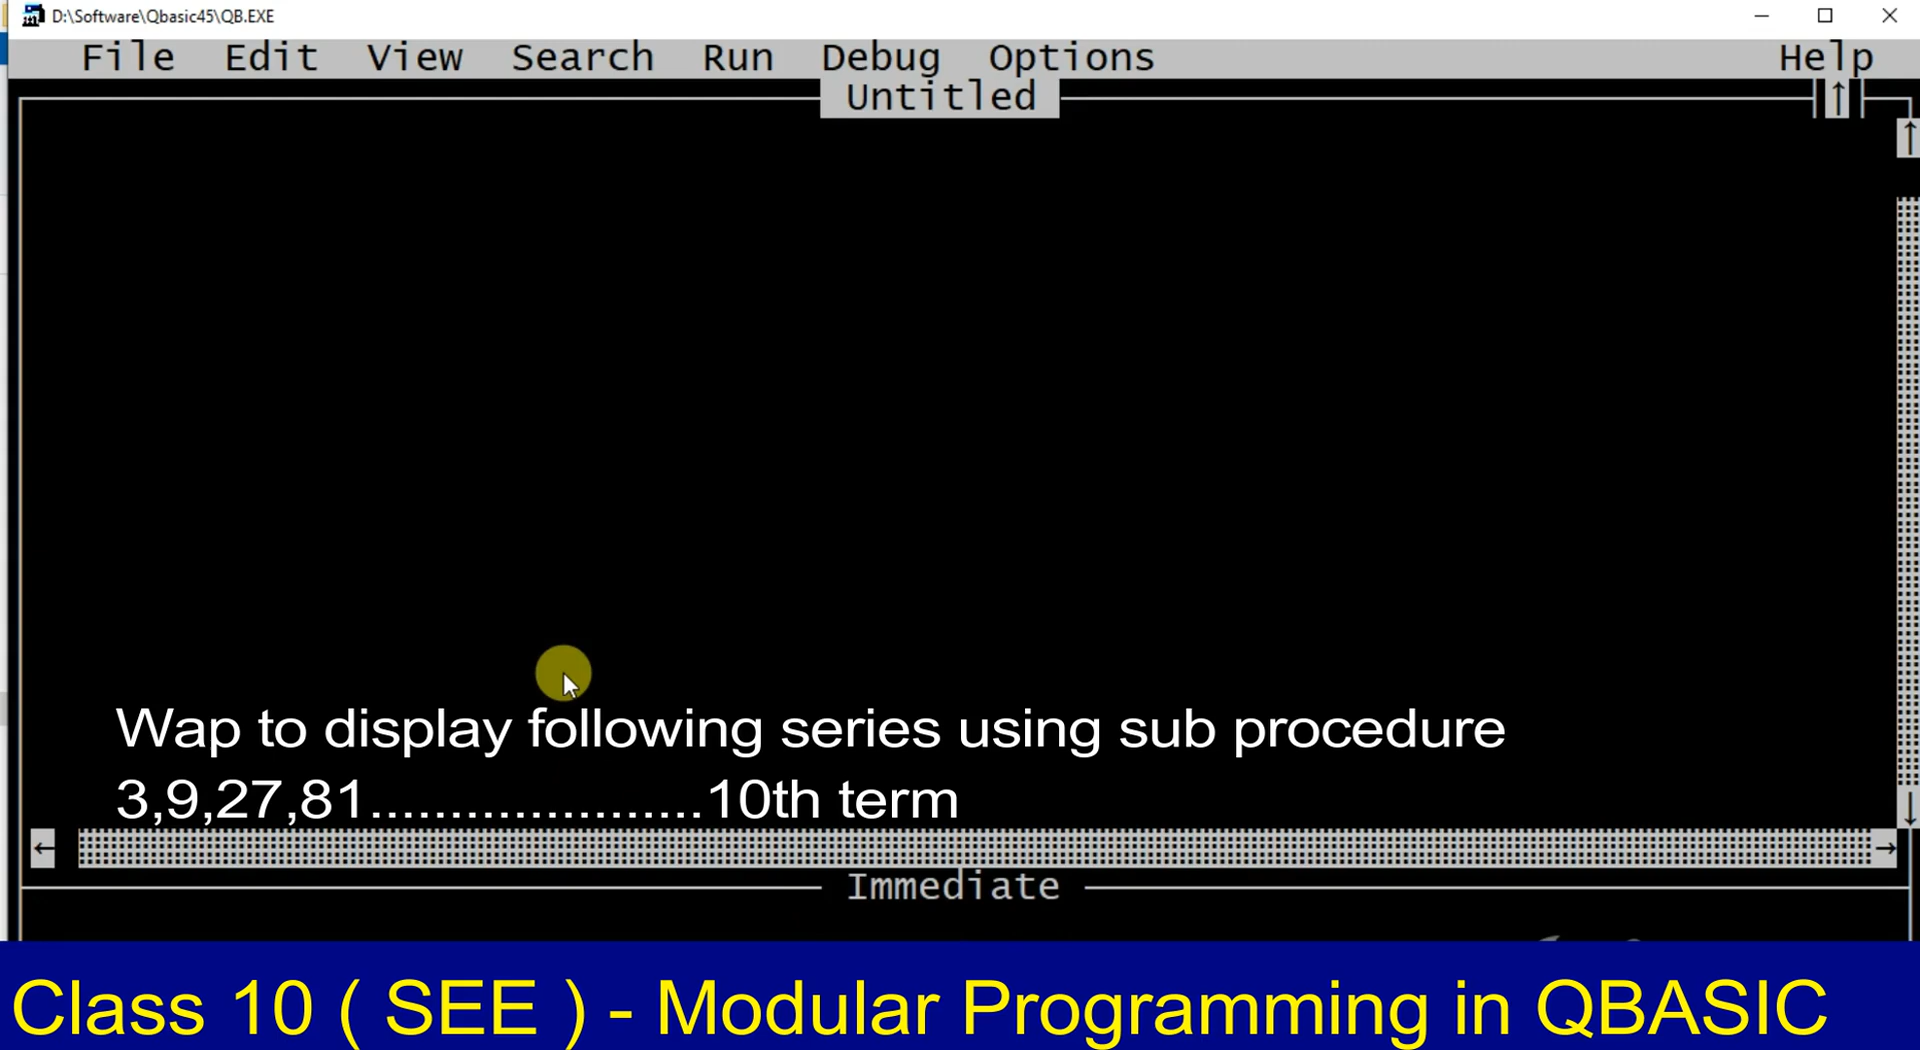 D:\Software\Qbasic45\QB.EXE
File Edit View Search Run Debug Options Help
Untitled
Wap to display following series using sub procedure
3,9,27,81.....................10th term
Immediate
Class 10 ( SEE ) - Modular Programming in QBASIC